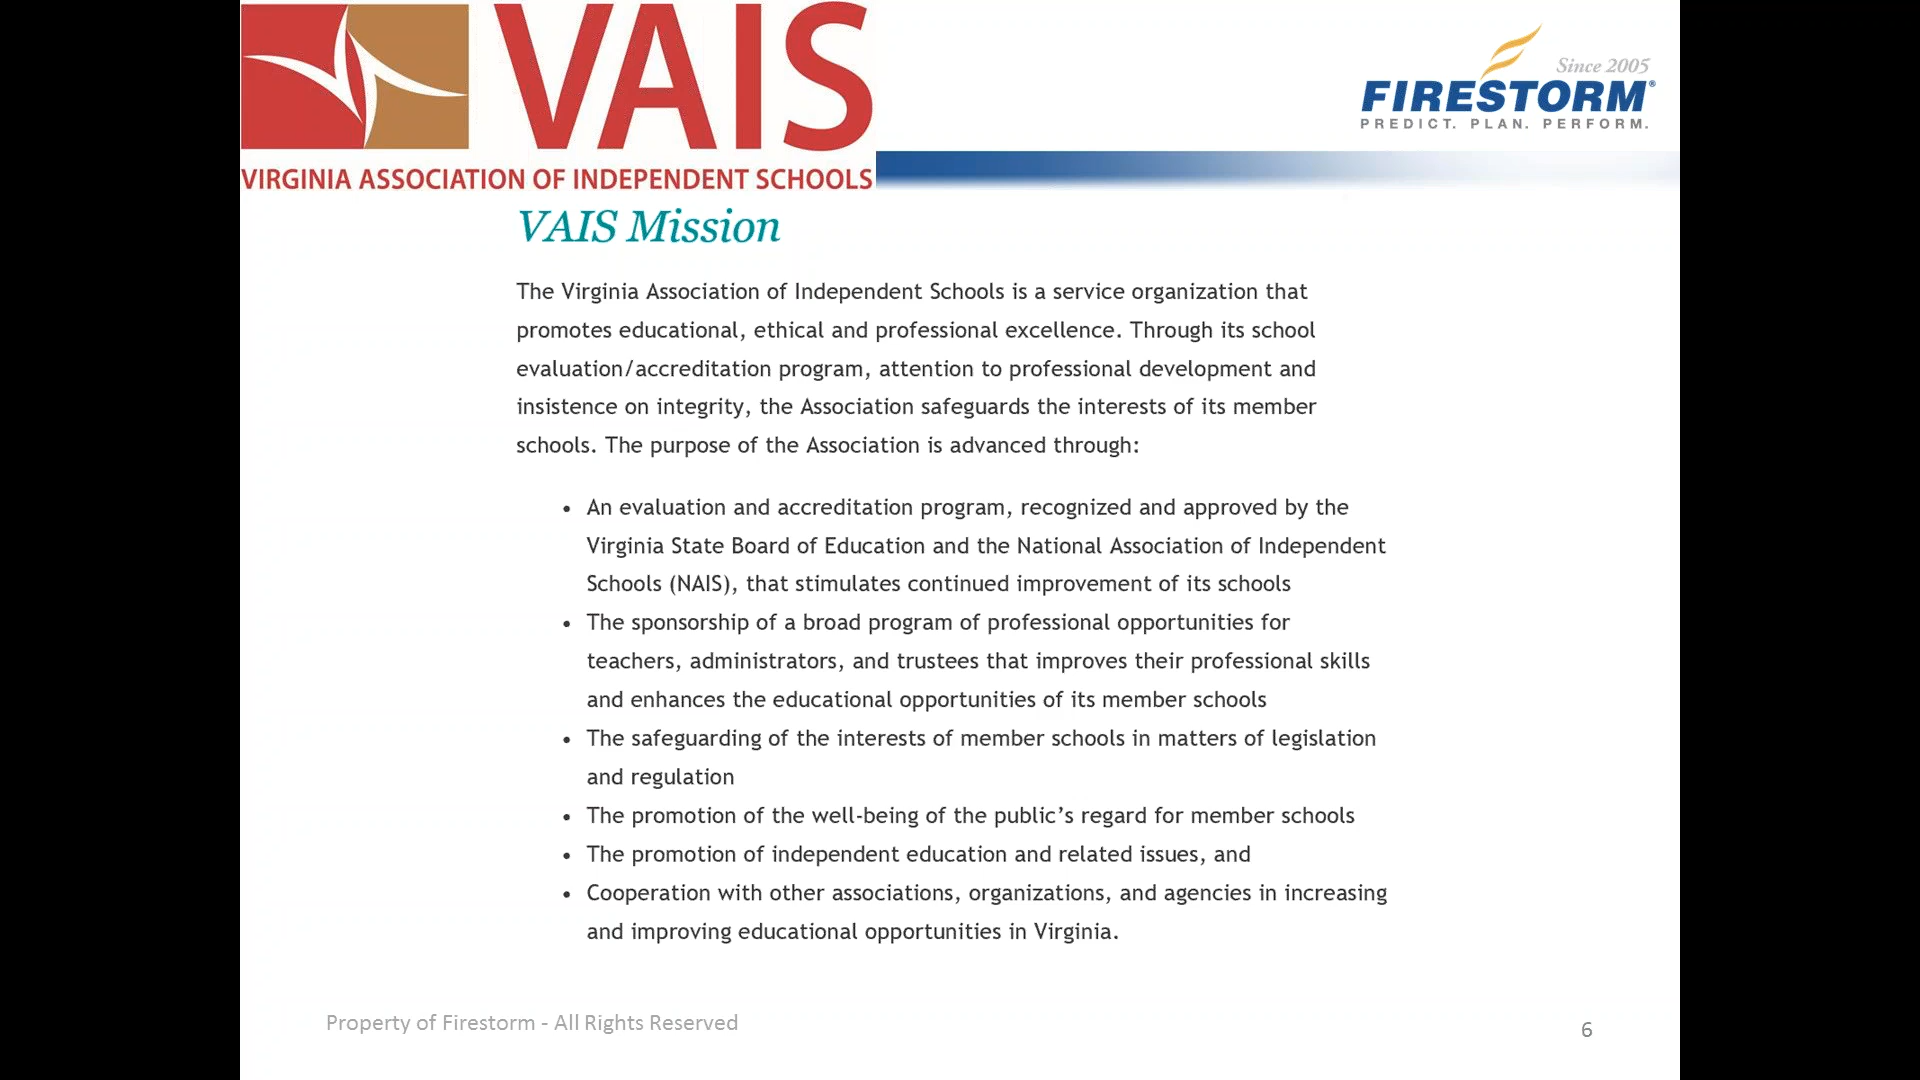 VAIS
VIRGINIA ASSOCIATION OF INDEPENDENT SCHOOLS
Since 2005
FIRESTORM®
PREDICT. PLAN. PERFORM.
VAIS Mission
The Virginia Association of Independent Schools is a service organization that
promotes educational, ethical and professional excellence. Through its school
evaluation/accreditation program, attention to professional development and
insistence on integrity, the Association safeguards the interests of its member
schools. The purpose of the Association is advanced through:
• An evaluation and accreditation program, recognized and approved by the
Virginia State Board of Education and the National Association of Independent
Schools (NAIS), that stimulates continued improvement of its schools
• The sponsorship of a broad program of professional opportunities for
teachers, administrators, and trustees that improves their professional skills
and enhances the educational opportunities of its member schools
• The safeguarding of the interests of member schools in matters of legislation
and regulation
• The promotion of the well-being of the public’s regard for member schools
• The promotion of independent education and related issues, and
• Cooperation with other associations, organizations, and agencies in increasing
and improving educational opportunities in Virginia.
Property of Firestorm - All Rights Reserved
6